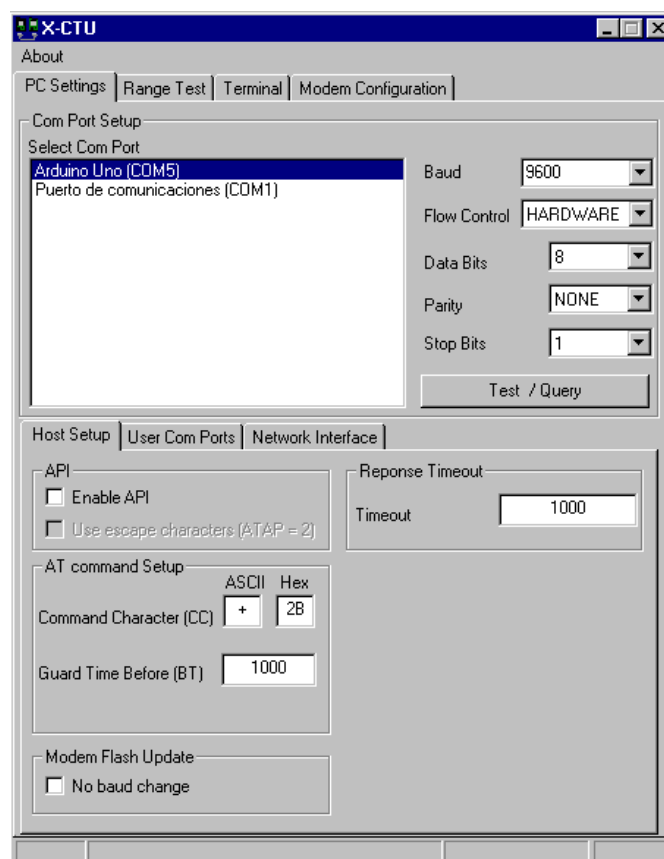 X-CTU
About
PC Settings Range Test Terminal Modem Configuration
Com Port Setup
Select Com Port
Arduino Uno (COM5)
Puerto de comunicaciones (COM1)
Baud 9600
Flow Control HARDWARE
Data Bits 8
Parity NONE
Stop Bits 1
Test / Query
Host Setup User Com Ports Network Interface
API
Enable API
Use escape characters (ATAP = 2)
Reponse Timeout
Timeout 1000
AT command Setup
ASCII Hex
Command Character (CC) + 2B
Guard Time Before (BT) 1000
Modem Flash Update
No baud change